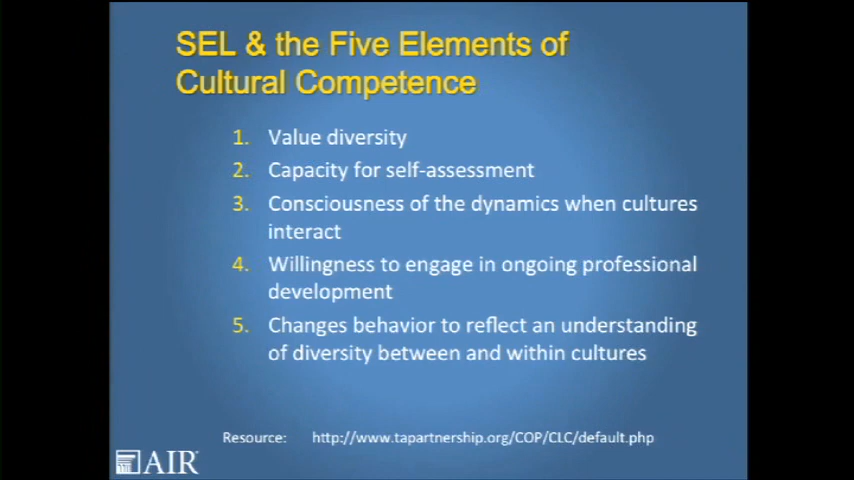 SEL & the Five Elements of
Cultural Competence
1. Value diversity
2. Capacity for self-assessment
3. Consciousness of the dynamics when cultures
interact
4. Willingness to engage in ongoing professional
development
5. Changes behavior to reflect an understanding
of diversity between and within cultures
Resource: http://www.tapartnership.org/COP/CLC/default.php
AIR